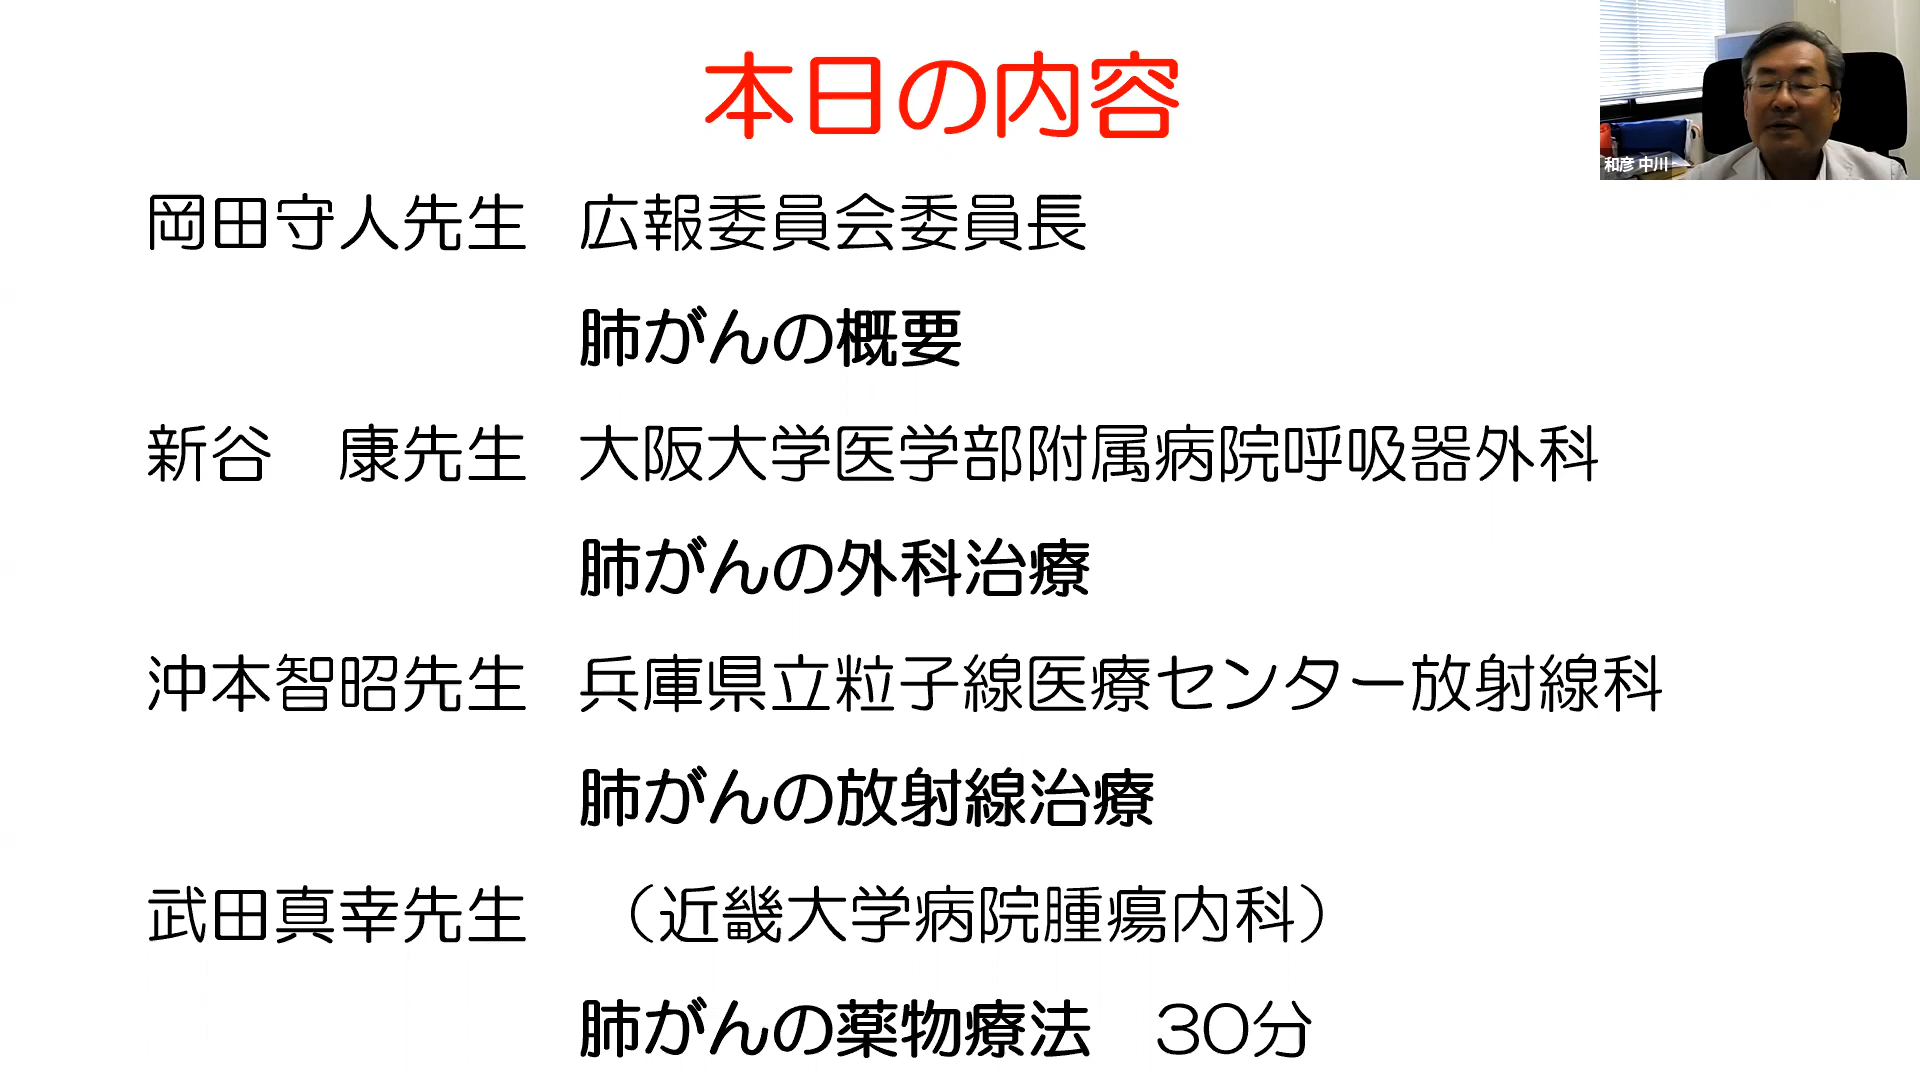 本日の内容
和彦 中川
岡田守人先生 広報委員会委員長
肺がんの概要
新谷　康先生 大阪大学医学部附属病院呼吸器外科
肺がんの外科治療
沖本智昭先生 兵庫県立粒子線医療センター放射線科
肺がんの放射線治療
武田真幸先生 （近畿大学病院腫瘍内科）
肺がんの薬物療法　30分